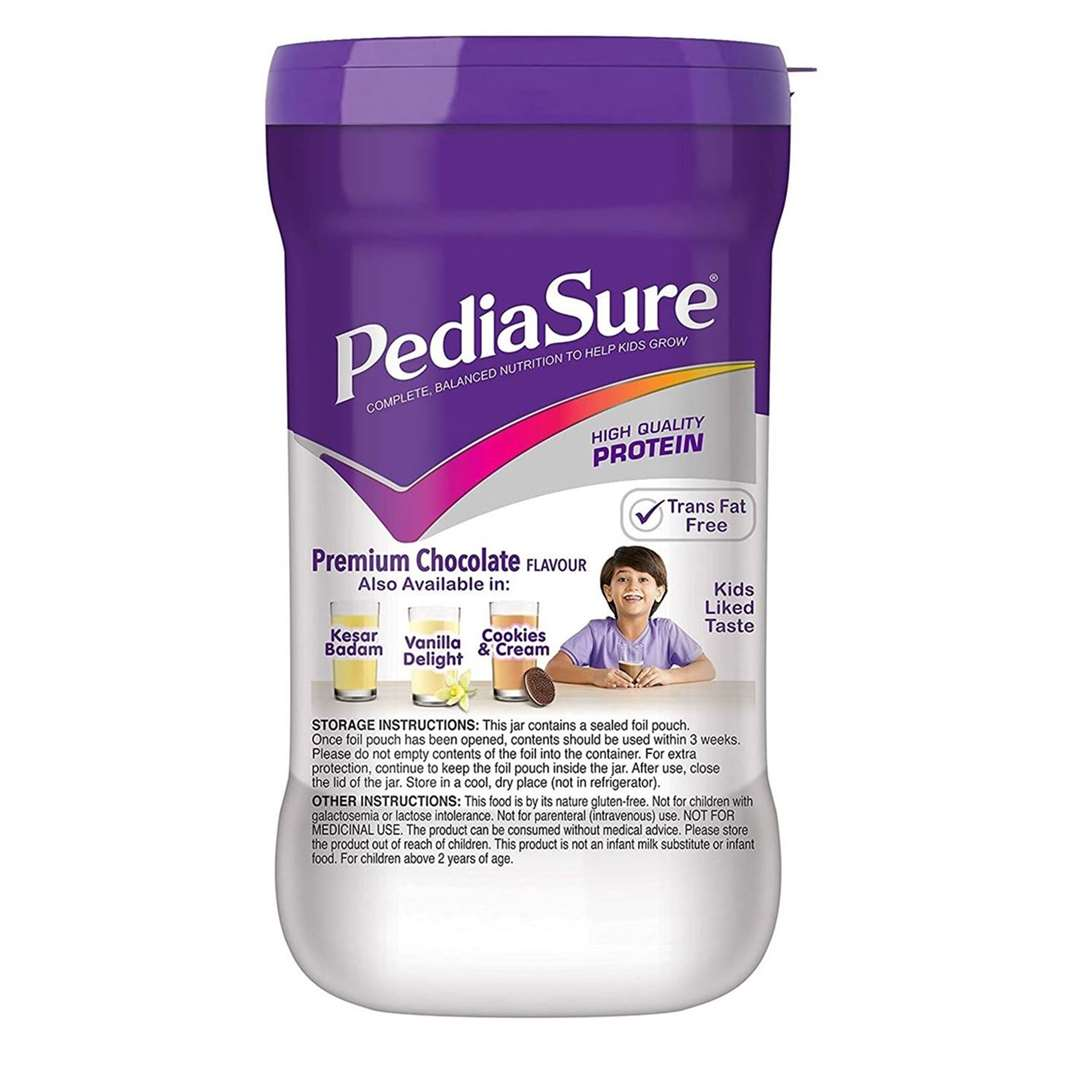 PediaSure®
COMPLETE, BALANCED NUTRITION TO HELP KIDS GROW
HIGH QUALITY
PROTEIN
Trans Fat
Free
Premium Chocolate FLAVOUR
Also Available in:
Kesar
Badam
Vanilla
Delight
Cookies
& Cream
Kids
Liked
Taste
STORAGE INSTRUCTIONS: This jar contains a sealed foil pouch.
Once foil pouch has been opened, contents should be used within 3 weeks.
Please do not empty contents of the foil into the container. For extra
protection, continue to keep the foil pouch inside the jar. After use, close
the lid of the jar. Store in a cool, dry place (not in refrigerator).
OTHER INSTRUCTIONS: This food is by its nature gluten-free. Not for children with
galactosemia or lactose intolerance. Not for parenteral (intravenous) use. NOT FOR
MEDICINAL USE. The product can be consumed without medical advice. Please store
the product out of reach of children. This product is not an infant milk substitute or infant
food. For children above 2 years of age.